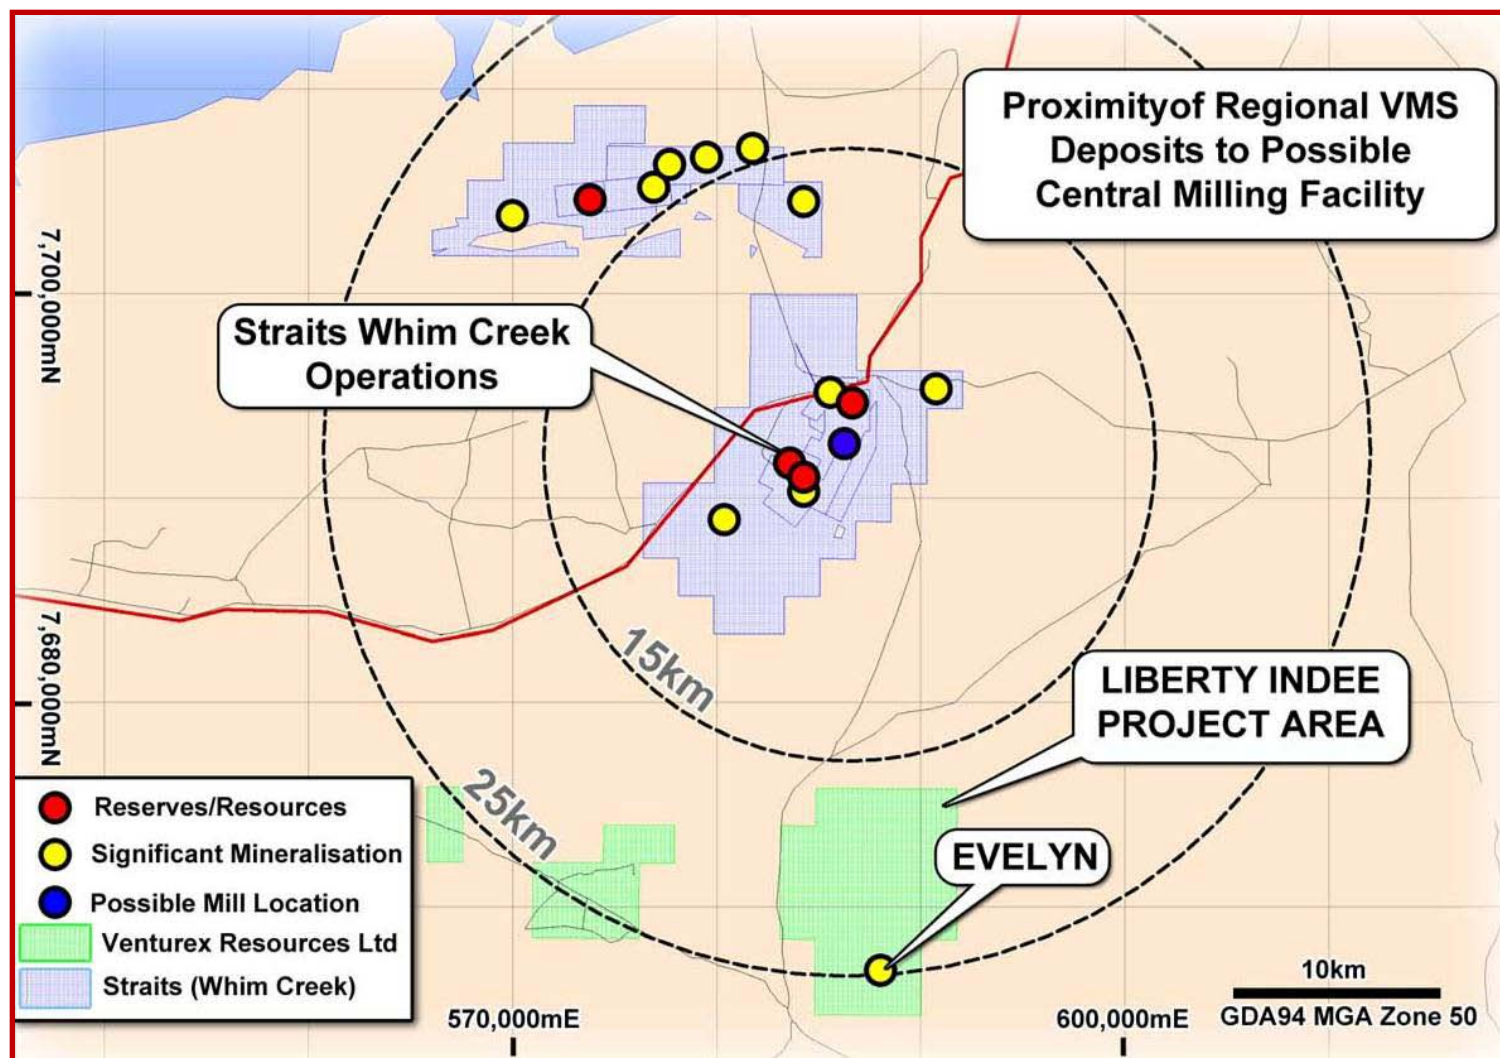 Proximityof Regional VMS
Deposits to Possible
Central Milling Facility
7,700,000mN
Straits Whim Creek
Operations
7,680,000mN
15km
25km
LIBERTY INDEE
PROJECT AREA
EVELYN
Reserves/Resources
Significant Mineralisation
Possible Mill Location
Venturex Resources Ltd
Straits (Whim Creek)
570,000mE
600,000mE
10km
GDA94 MGA Zone 50